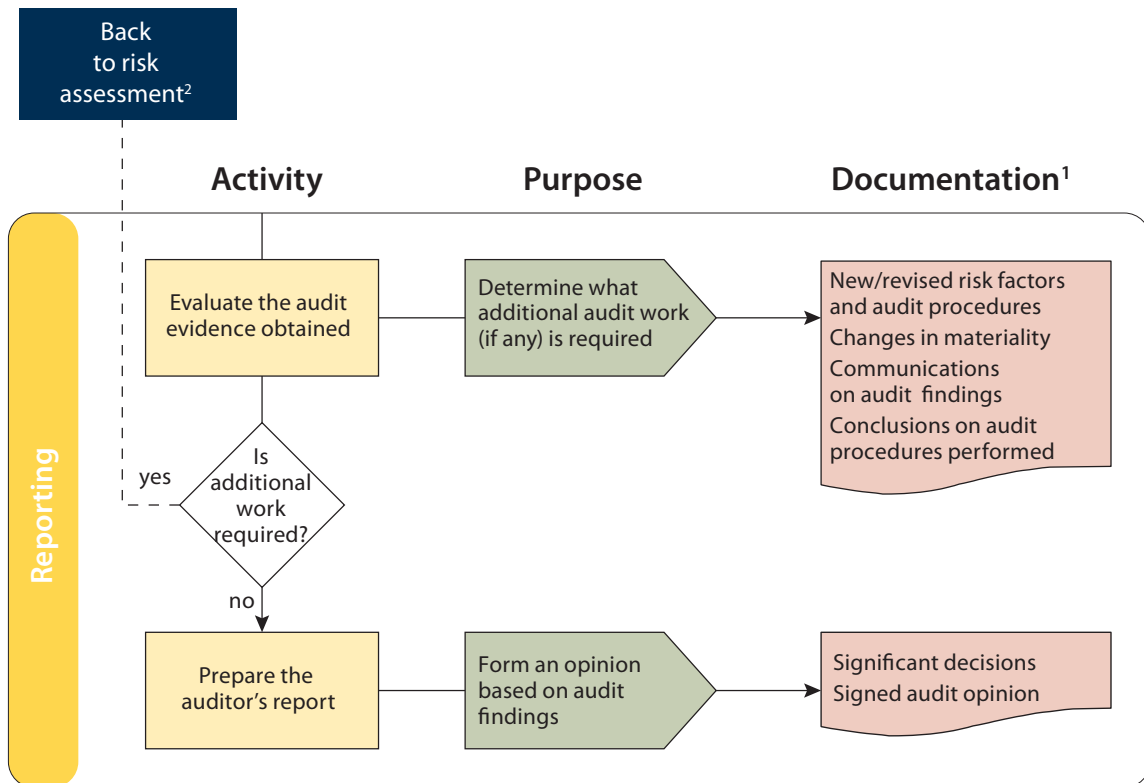 Back
to risk
assessment²
Activity
Purpose
Documentation¹
Reporting
Evaluate the audit
evidence obtained
Determine what
additional audit work
(if any) is required
New/revised risk factors
and audit procedures
Changes in materiality
Communications
on audit findings
Conclusions on audit
procedures performed
yes
Is
additional
work
required?
no
Prepare the
auditor’s report
Form an opinion
based on audit
findings
Significant decisions
Signed audit opinion